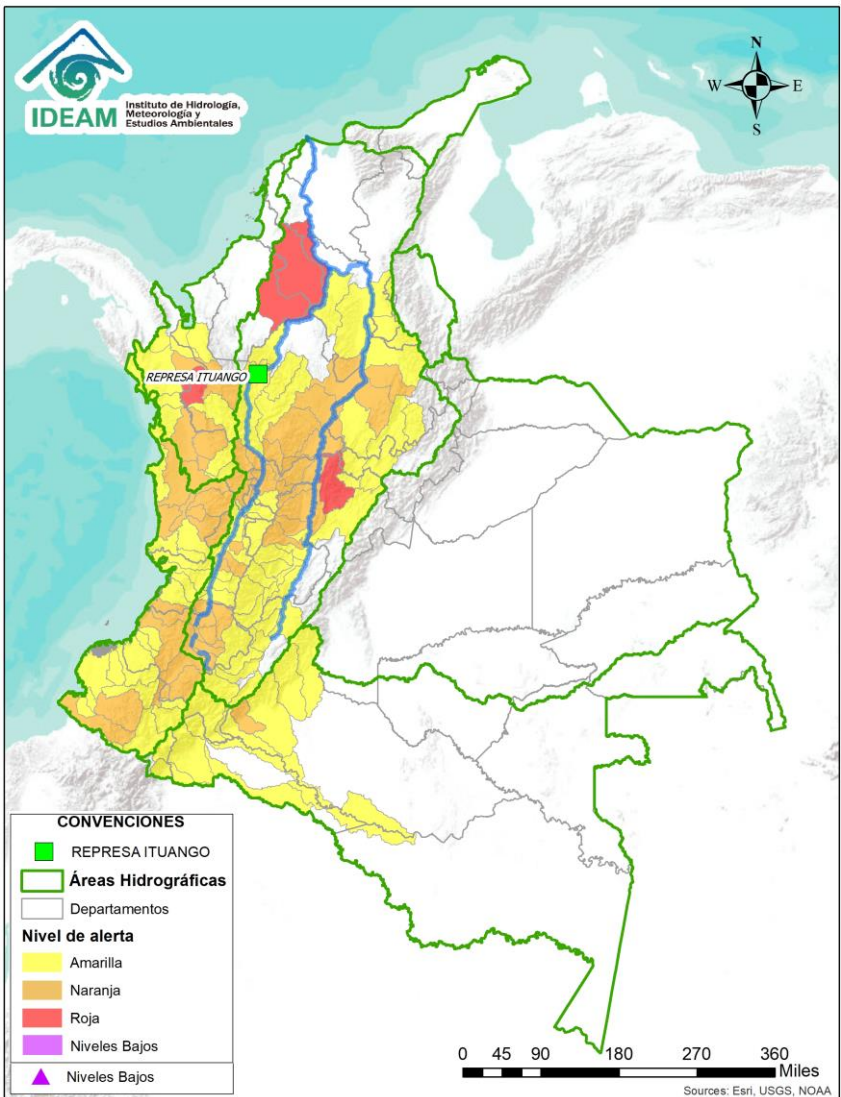 IDEAM
Instituto de Hidrología,
Meteorología y
Estudios Ambientales
N
W
E
S
REPRESA ITUANGO
CONVENCIONES
REPRESA ITUANGO
Áreas Hidrográficas
Departamentos
Nivel de alerta
Amarilla
Naranja
Roja
Niveles Bajos
Niveles Bajos
0 45 90 180 270 360
Miles
Sources: Esri, USGS, NOAA